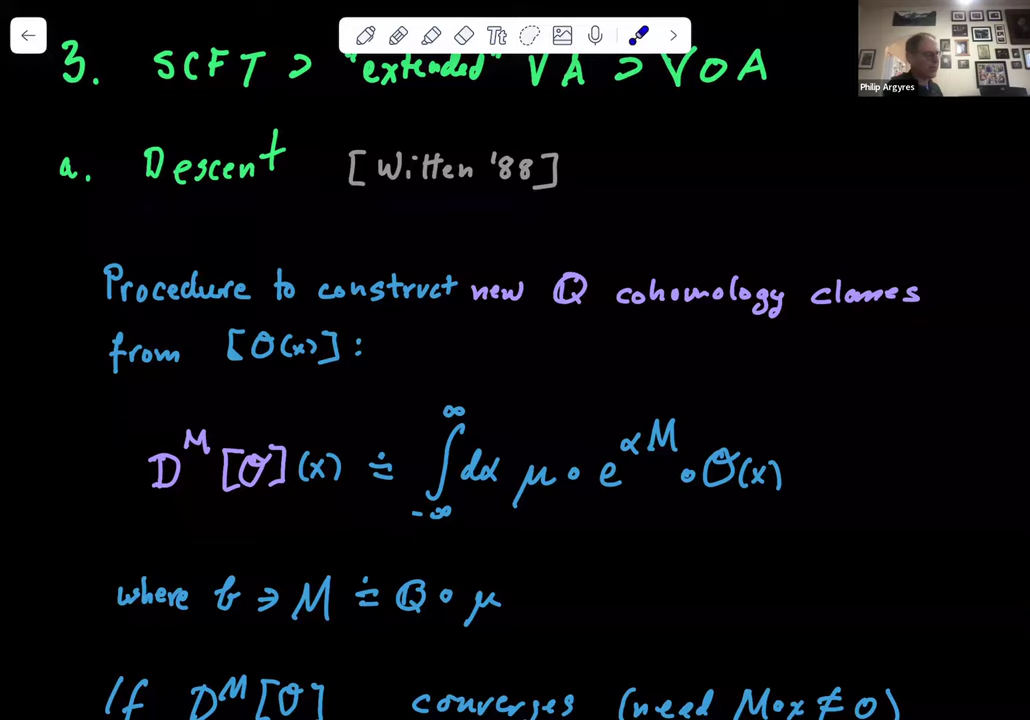 3. SCFT > "extended" VA > VOA
Tt
Philip Argyres
a. Descent [Witten '88]
Procedure to construct new Q cohomology classes
from [O(x)]:
D^M [O](x) ≐ ∫_{-∞}^{∞} dα μ∘e^{αM}∘O(x)
where b ∋ M ≐ Q∘μ
If D^M[O] converges (need M∘x ≠ 0)